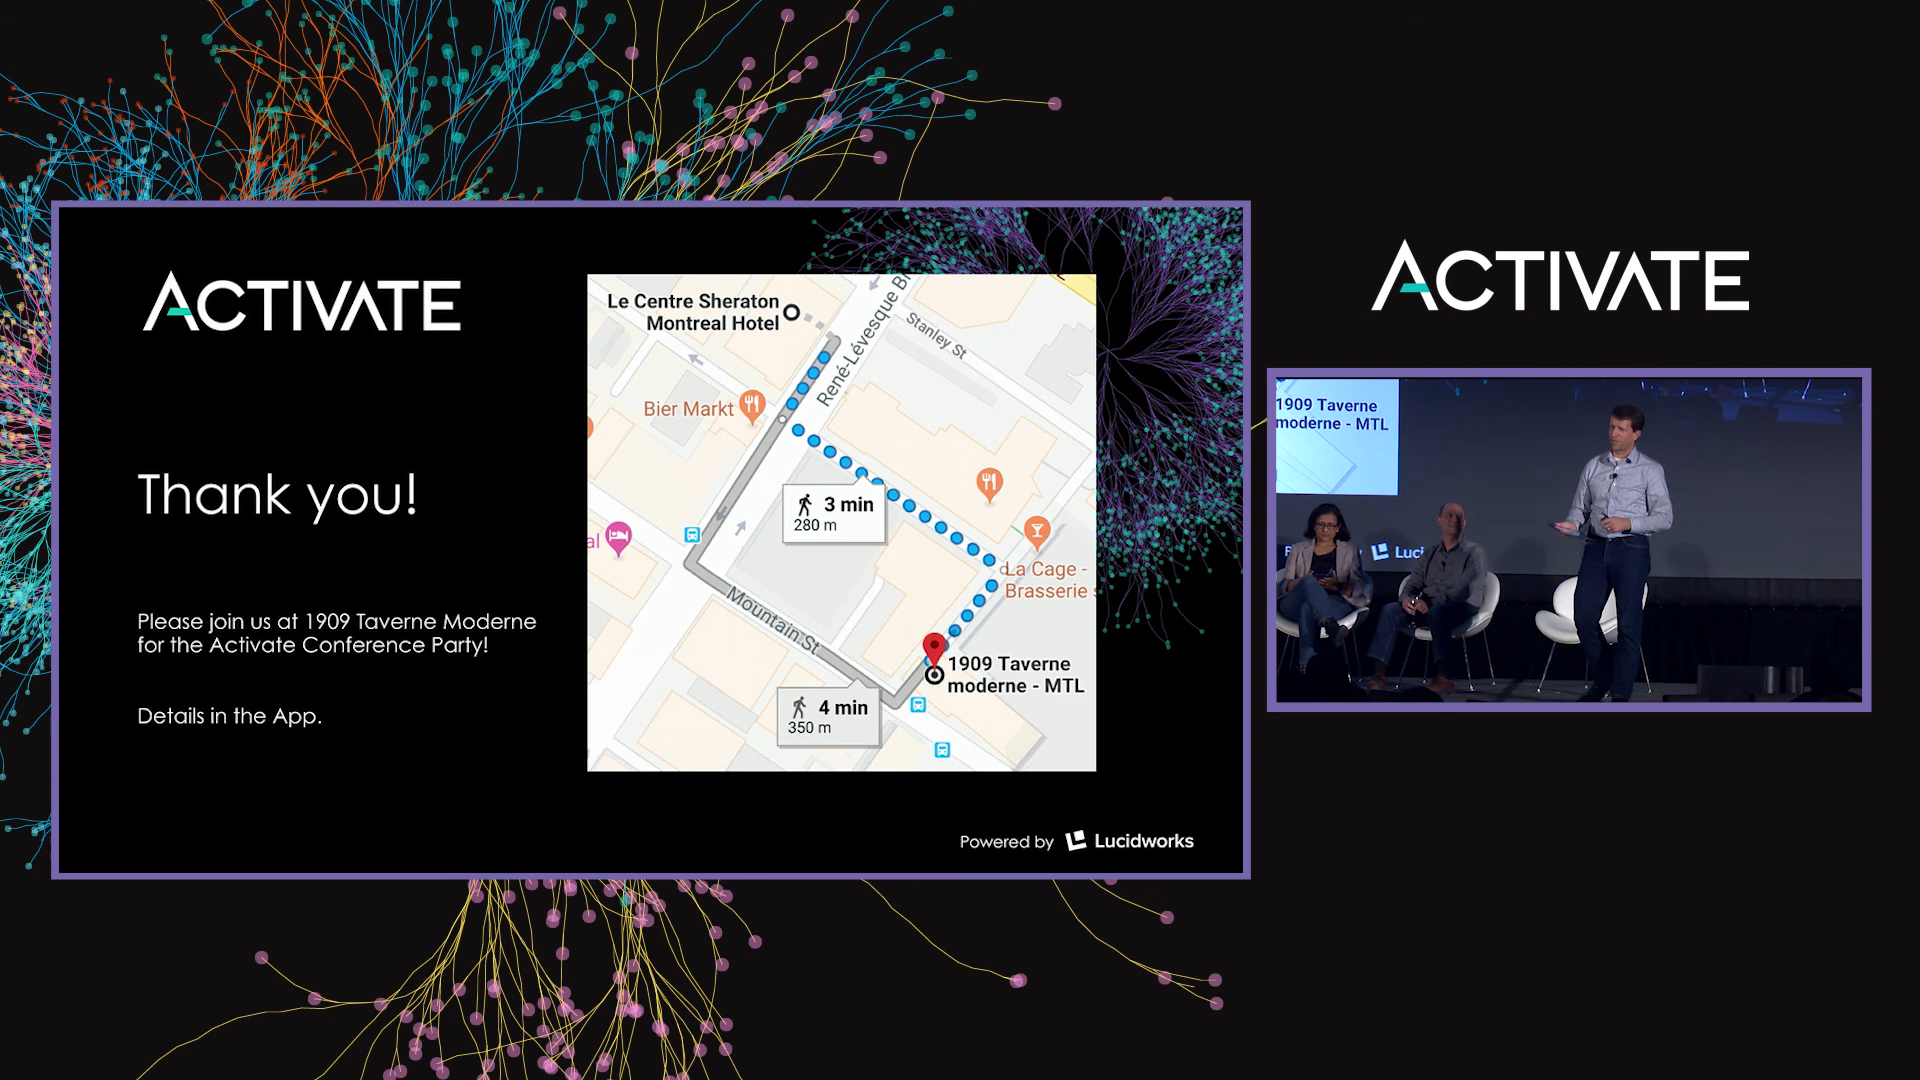 ACTIVATE
Thank you!
Please join us at 1909 Taverne Moderne
for the Activate Conference Party!
Details in the App.
Le Centre Sheraton
Montreal Hotel
René-Lévesque
Stanley St
Bier Markt
3 min
280 m
al
La Cage -
Brasserie
Mountain St
1909 Taverne
moderne - MTL
4 min
350 m
Powered by Lucidworks
ACTIVATE
1909 Taverne
moderne - MTL
Luci